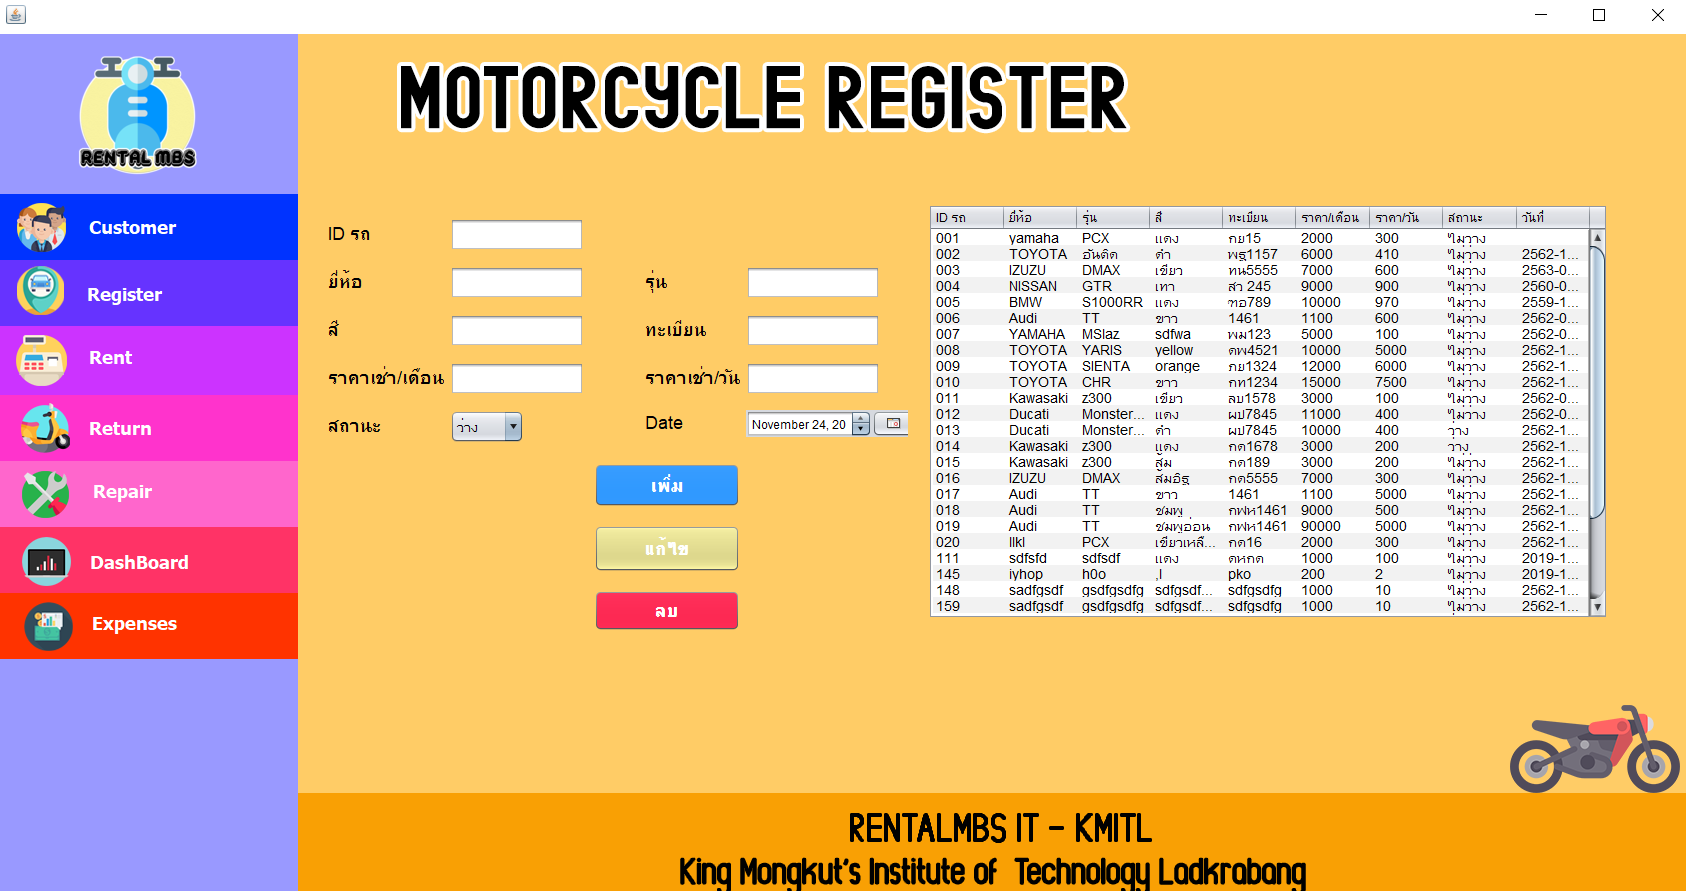 RENTAL MBS
Customer
Register
Rent
Return
Repair
DashBoard
Expenses
MOTORCYCLE REGISTER
ID รถ
ยี่ห้อ
รุ่น
สี
ทะเบียน
ราคาเช่า/เดือน
ราคาเช่า/วัน
สถานะ
ว่าง
Date
November 24, 20
เพิ่ม
แก้ไข
ลบ
ID รถ ยี่ห้อ รุ่น สี ทะเบียน ราคา/เดือน ราคา/วัน สถานะ วันที่
001 yamaha PCX แดง กย15 2000 300 ไม่ว่าง
002 TOYOTA อันดิด ดำ พฐ1157 6000 410 ไม่ว่าง 2562-1...
003 IZUZU DMAX เขียว ทน5555 7000 600 ไม่ว่าง 2563-0...
004 NISSAN GTR เทา สว 245 9000 900 ไม่ว่าง 2560-0...
005 BMW S1000RR แดง ฑอ789 10000 970 ไม่ว่าง 2559-1...
006 Audi TT ขาว 1461 1100 600 ไม่ว่าง 2562-0...
007 YAMAHA MSlaz sdfwa พม123 5000 100 ไม่ว่าง 2562-0...
008 TOYOTA YARIS yellow ดพ4521 10000 5000 ไม่ว่าง 2562-1...
009 TOYOTA SIENTA orange กย1324 12000 6000 ไม่ว่าง 2562-1...
010 TOYOTA CHR ขาว กท1234 15000 7500 ไม่ว่าง 2562-1...
011 Kawasaki z300 เขียว ลบ1578 3000 100 ไม่ว่าง 2562-0...
012 Ducati Monster... แดง ผป7845 11000 400 ไม่ว่าง 2562-0...
013 Ducati Monster... ดำ ผป7845 10000 400 ว่าง 2562-1...
014 Kawasaki z300 แดง กด1678 3000 200 ว่าง 2562-1...
015 Kawasaki z300 ส้ม กด189 3000 200 ไม่ว่าง 2562-1...
016 IZUZU DMAX ส้มอิฐ กด5555 7000 300 ไม่ว่าง 2562-1...
017 Audi TT ขาว 1461 1100 5000 ไม่ว่าง 2562-1...
018 Audi TT ชมพู กฟห1461 9000 500 ไม่ว่าง 2562-1...
019 Audi TT ชมพูอ่อน กฟห1461 90000 5000 ไม่ว่าง 2562-1...
020 PCX เขียวเหลื... กด16 2000 300 ไม่ว่าง 2562-1...
111 sdfsfd sdfsdf แดง ดหกด 1000 100 ไม่ว่าง 2019-1...
145 iyhop h0o ,l pko 200 2 ไม่ว่าง 2019-1...
148 sadfgsdf gsdfgsdfg sdfgsdf... sdfgsdfg 1000 10 ไม่ว่าง 2562-1...
159 sadfgsdf gsdfgsdfg sdfgsdf... sdfgsdfg 1000 10 ไม่ว่าง 2562-1...
RENTALMBS IT - KMITL
King Mongkut's Institute of Technology Ladkrabang